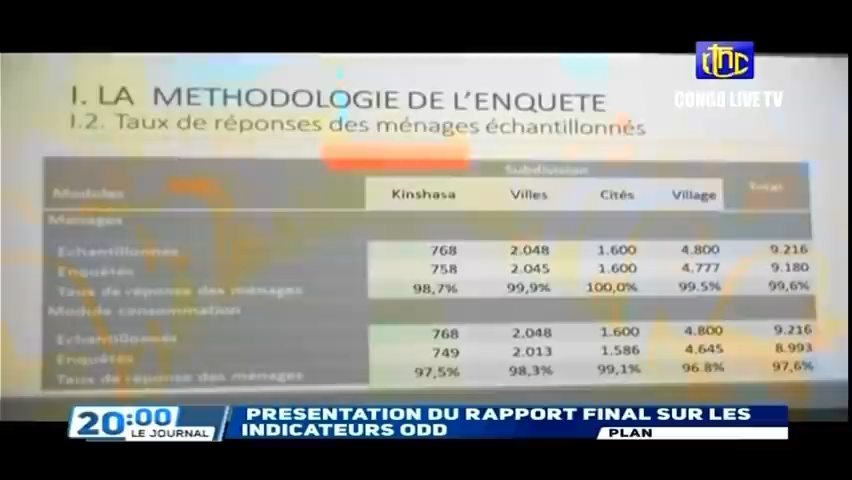 rtnc
CONGO LIVE TV
I. LA METHODOLOGIE DE L'ENQUETE
I.2. Taux de réponses des ménages échantillonnés
Subdivision
Modules Kinshasa Villes Cités Village Total
Ménages
Echantillonnés 768 2.048 1.600 4.800 9.216
Enquêtés 758 2.045 1.600 4.777 9.180
Taux de réponse des ménages 98,7% 99,9% 100,0% 99.5% 99,6%
Module consommation
Echantillonnés 768 2.048 1.600 4.800 9.216
Enquêtés 749 2.013 1.586 4.645 8.993
Taux de réponse des ménages 97,5% 98,3% 99,1% 96.8% 97,6%
20:00
LE JOURNAL
PRESENTATION DU RAPPORT FINAL SUR LES
INDICATEURS ODD
PLAN